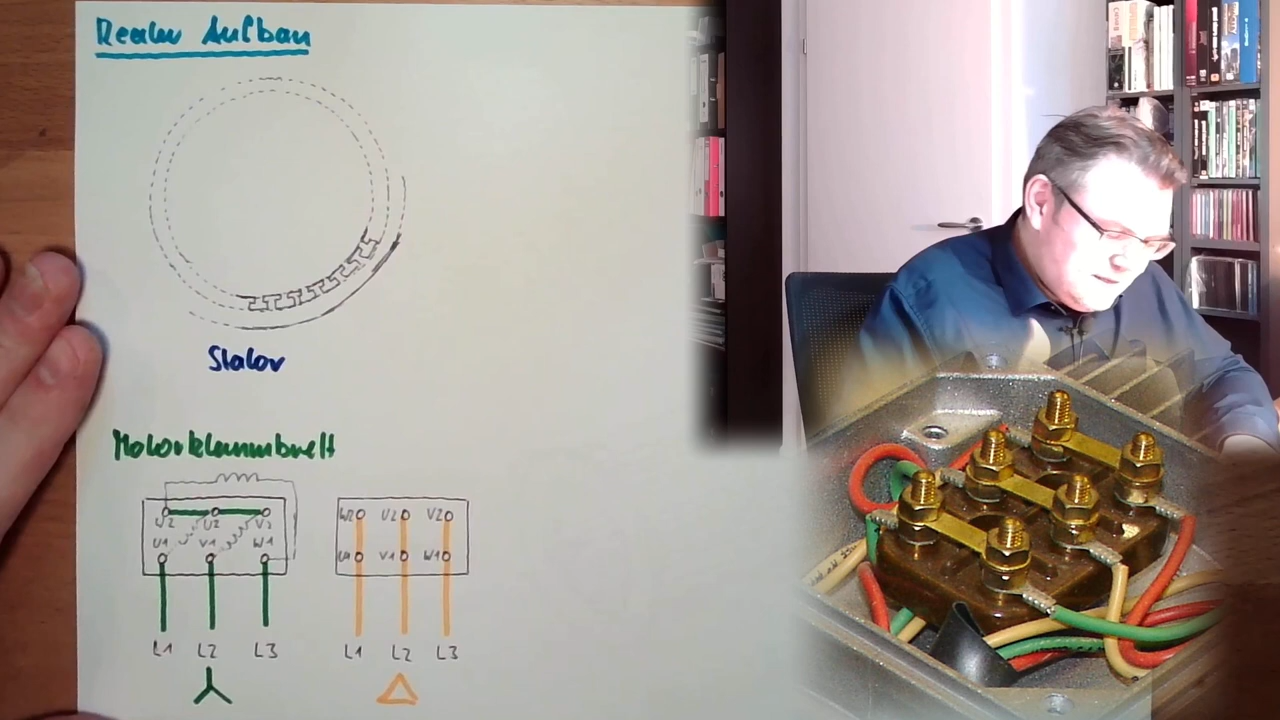 Realer Aufbau
Stator
Motorklemmbrett
W2 U2 V2
U1 V1 W1
L1 L2 L3
W2 U2 V2
U1 V1 W1
L1 L2 L3